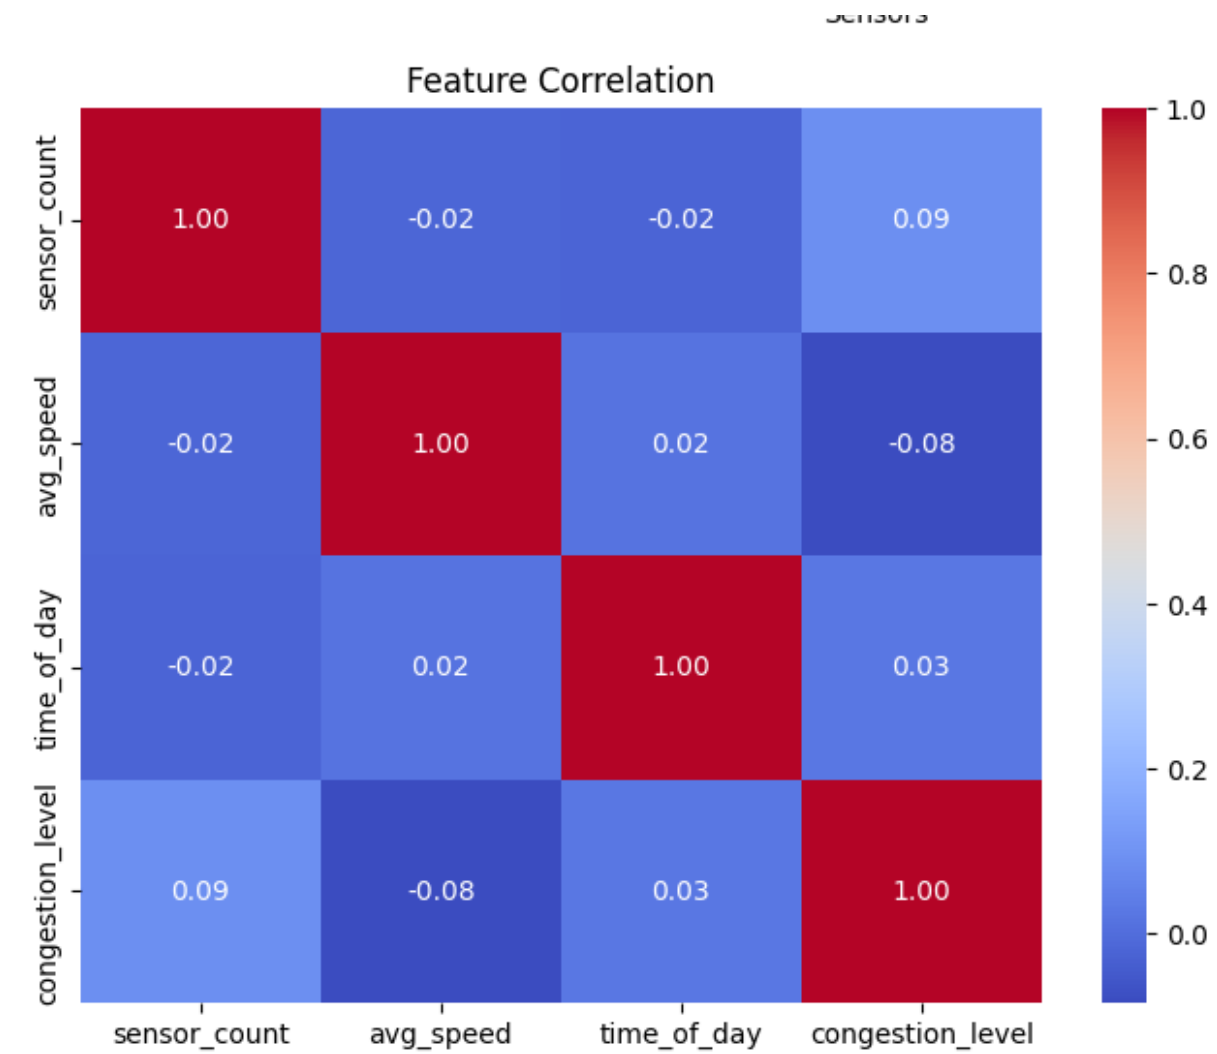 Sensors
Feature Correlation
sensor_count
1.00 -0.02 -0.02 0.09
avg_speed
-0.02 1.00 0.02 -0.08
time_of_day
-0.02 0.02 1.00 0.03
congestion_level
0.09 -0.08 0.03 1.00
sensor_count avg_speed time_of_day congestion_level
1.0
0.8
0.6
0.4
0.2
0.0